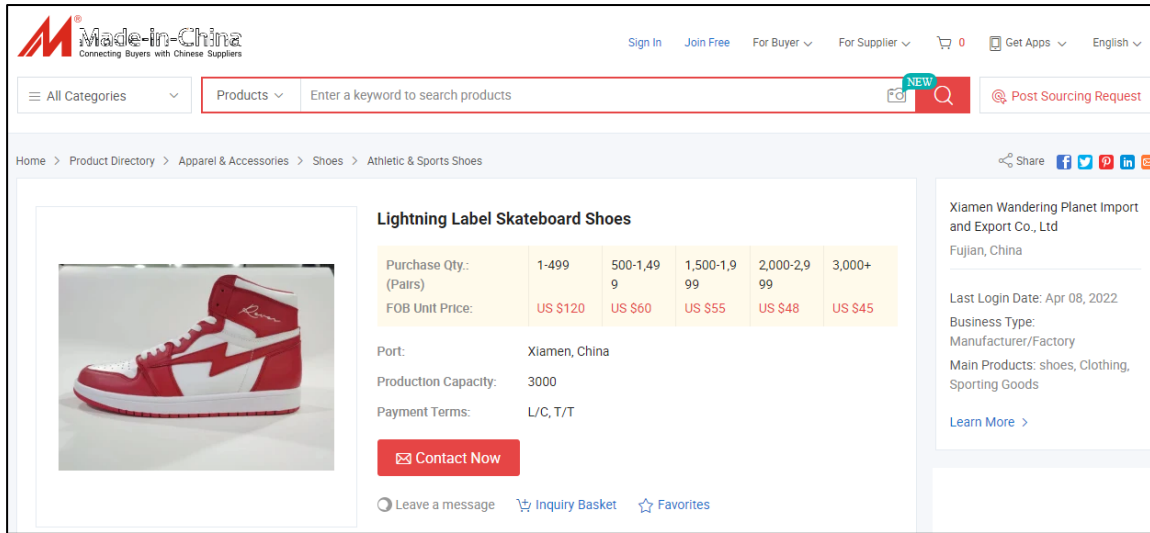 Made-in-China
Connecting Buyers with Chinese Suppliers
Sign In Join Free For Buyer For Supplier 0 Get Apps English
All Categories Products Enter a keyword to search products NEW Post Sourcing Request
Home > Product Directory > Apparel & Accessories > Shoes > Athletic & Sports Shoes
Share
Lightning Label Skateboard Shoes
Purchase Qty.: 1-499 500-1,49 1,500-1,9 2,000-2,9 3,000+
(Pairs) 9 99 99
FOB Unit Price: US $120 US $60 US $55 US $48 US $45
Port: Xiamen, China
Production Capacity: 3000
Payment Terms: L/C, T/T
Contact Now
Leave a message Inquiry Basket Favorites
Xiamen Wandering Planet Import
and Export Co., Ltd
Fujian, China
Last Login Date: Apr 08, 2022
Business Type:
Manufacturer/Factory
Main Products: shoes, Clothing,
Sporting Goods
Learn More >